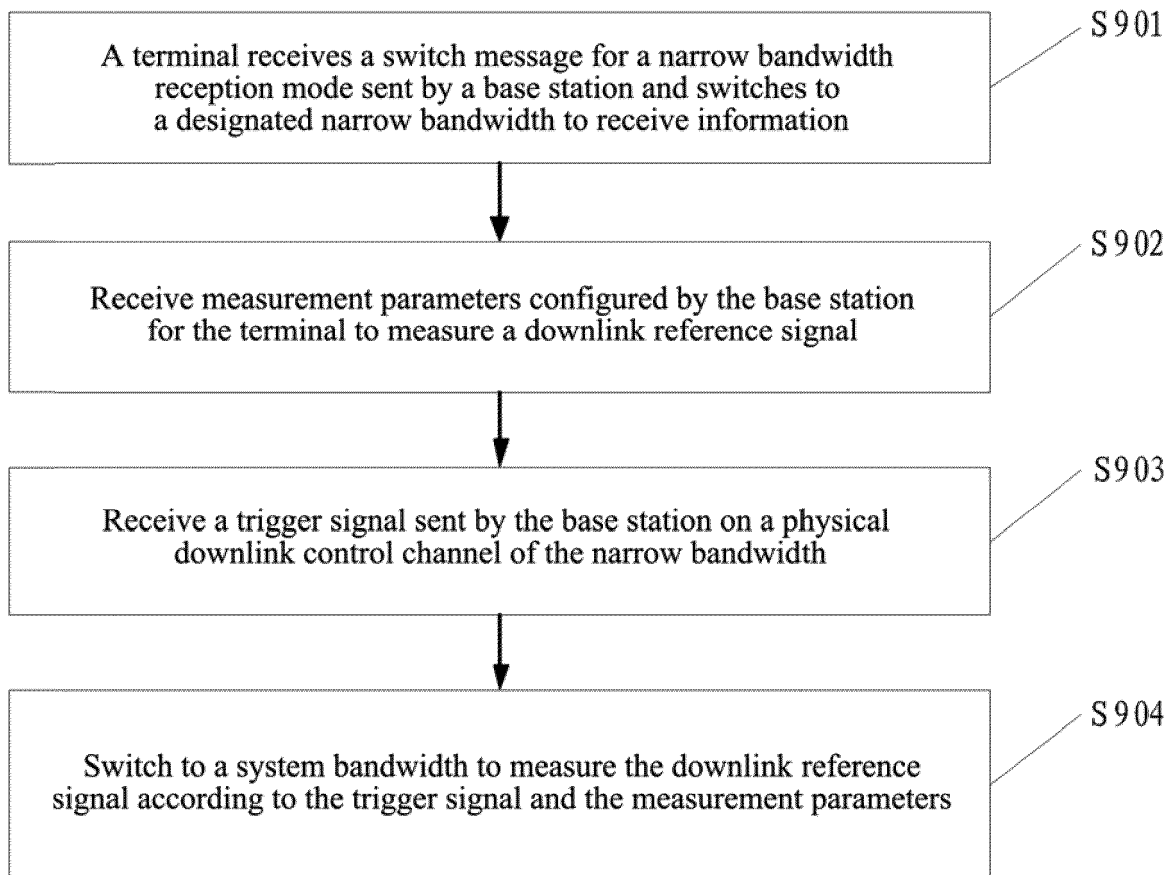 A terminal receives a switch message for a narrow bandwidth
reception mode sent by a base station and switches to
a designated narrow bandwidth to receive information
S901
Receive measurement parameters configured by the base station
for the terminal to measure a downlink reference signal
S902
Receive a trigger signal sent by the base station on a physical
downlink control channel of the narrow bandwidth
S903
Switch to a system bandwidth to measure the downlink reference
signal according to the trigger signal and the measurement parameters
S904